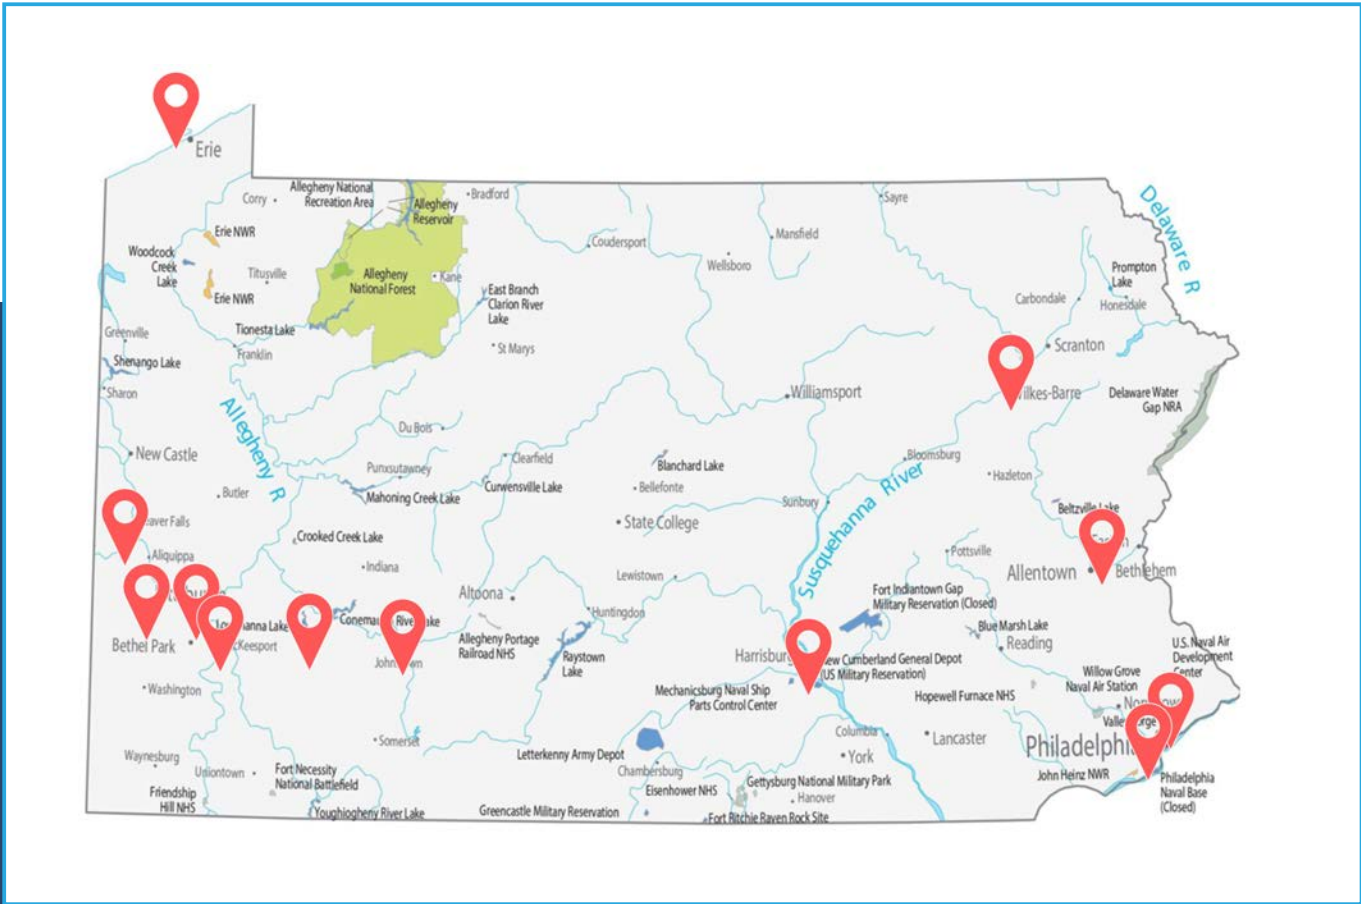 Erie
Corry
Allegheny National
Recreation Area
Allegheny
Reservoir
Bradford
Sayre
Delaware R
Erie NWR
Woodcock
Creek
Lake
Titusville
Erie NWR
Allegheny
National Forest
Kane
Coudersport
Wellsboro
Mansfield
Prompton
Lake
Carbondale
Honesdale
East Branch
Clarion River
Lake
Tionesta Lake
Greenville
Franklin
St Marys
Scranton
Shenango Lake
Sharon
Williamsport
Delaware Water
Gap NRA
Allegheny R
Du Bois
New Castle
Punxsutawney
Clearfield
Blanchard Lake
Bloomsburg
Hazleton
Butler
Mahoning Creek Lake
Curwensville Lake
Bellefonte
Sunbury
Susquehanna River
Beltzville Lake
State College
Crooked Creek Lake
Aliquippa
Indiana
Pottsville
Allentown
Bethlehem
Lewistown
Altoona
Huntingdon
Fort Indiantown Gap
Military Reservation (Closed)
Blue Marsh Lake
Reading
Bethel Park
Allegheny Portage
Railroad NHS
Raystown
Lake
New Cumberland General Depot
(US Military Reservation)
U.S. Naval Air
Development
Center
Willow Grove
Naval Air Station
Washington
Mechanicsburg Naval Ship
Parts Control Center
Hopewell Furnace NHS
Somerset
Letterkenny Army Depot
Columbia
Lancaster
York
Waynesburg
Uniontown
Fort Necessity
National Battlefield
Chambersburg
Gettysburg National Military Park
John Heinz NWR
Philadelphia
Naval Base
(Closed)
Friendship
Hill NHS
Youghiogheny River Lake
Greencastle Military Reservation
Eisenhower NHS
Hanover
Fort Ritchie Raven Rock Site